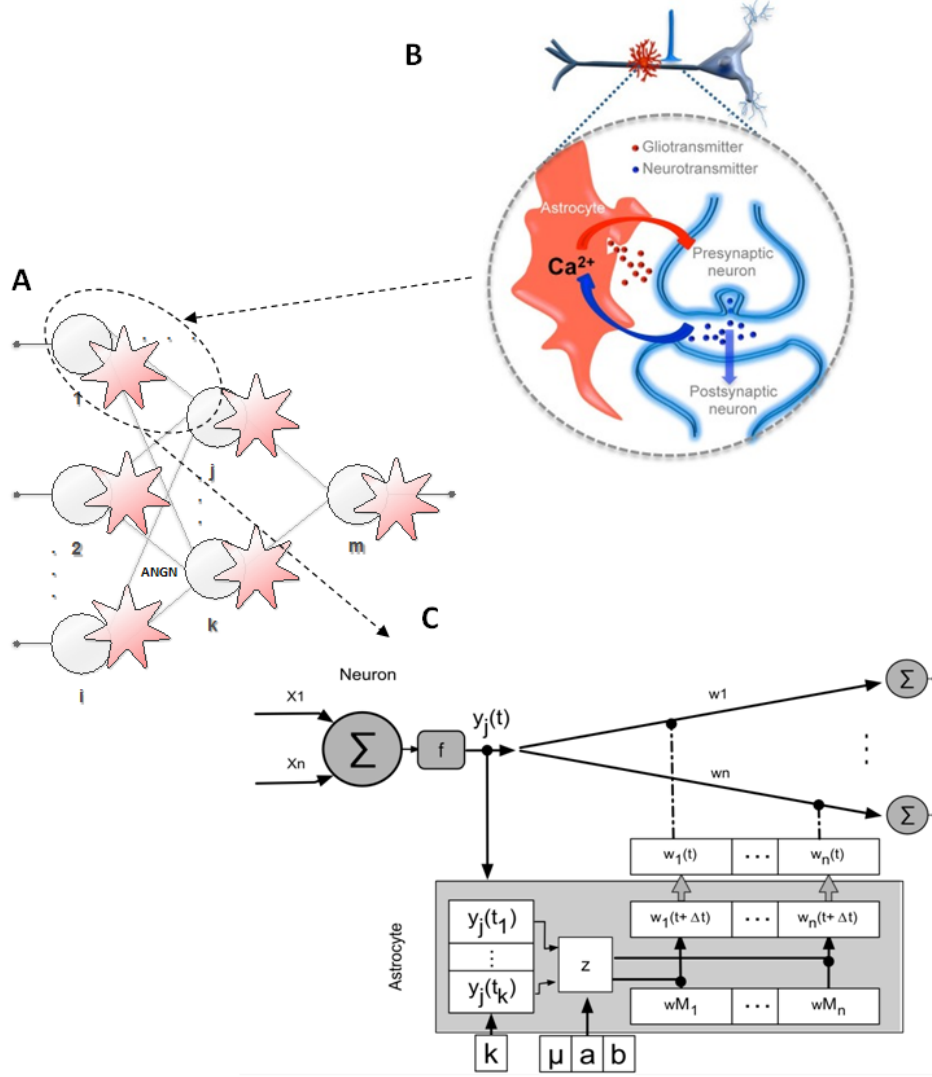 B
Gliotransmitter
Neurotransmitter
Astrocyte
Ca2+
Presynaptic
neuron
Postsynaptic
neuron
A
1
j
2
m
ANGN
k
i
C
Neuron
X1
Xn
Σ
f
yj(t)
w1
wn
Σ
Σ
w1(t) ... wn(t)
Astrocyte
yj(t1)
yj(tk)
z
w1(t+ Δt) ... wn(t+ Δt)
wM1 ... wMn
k
μ a b